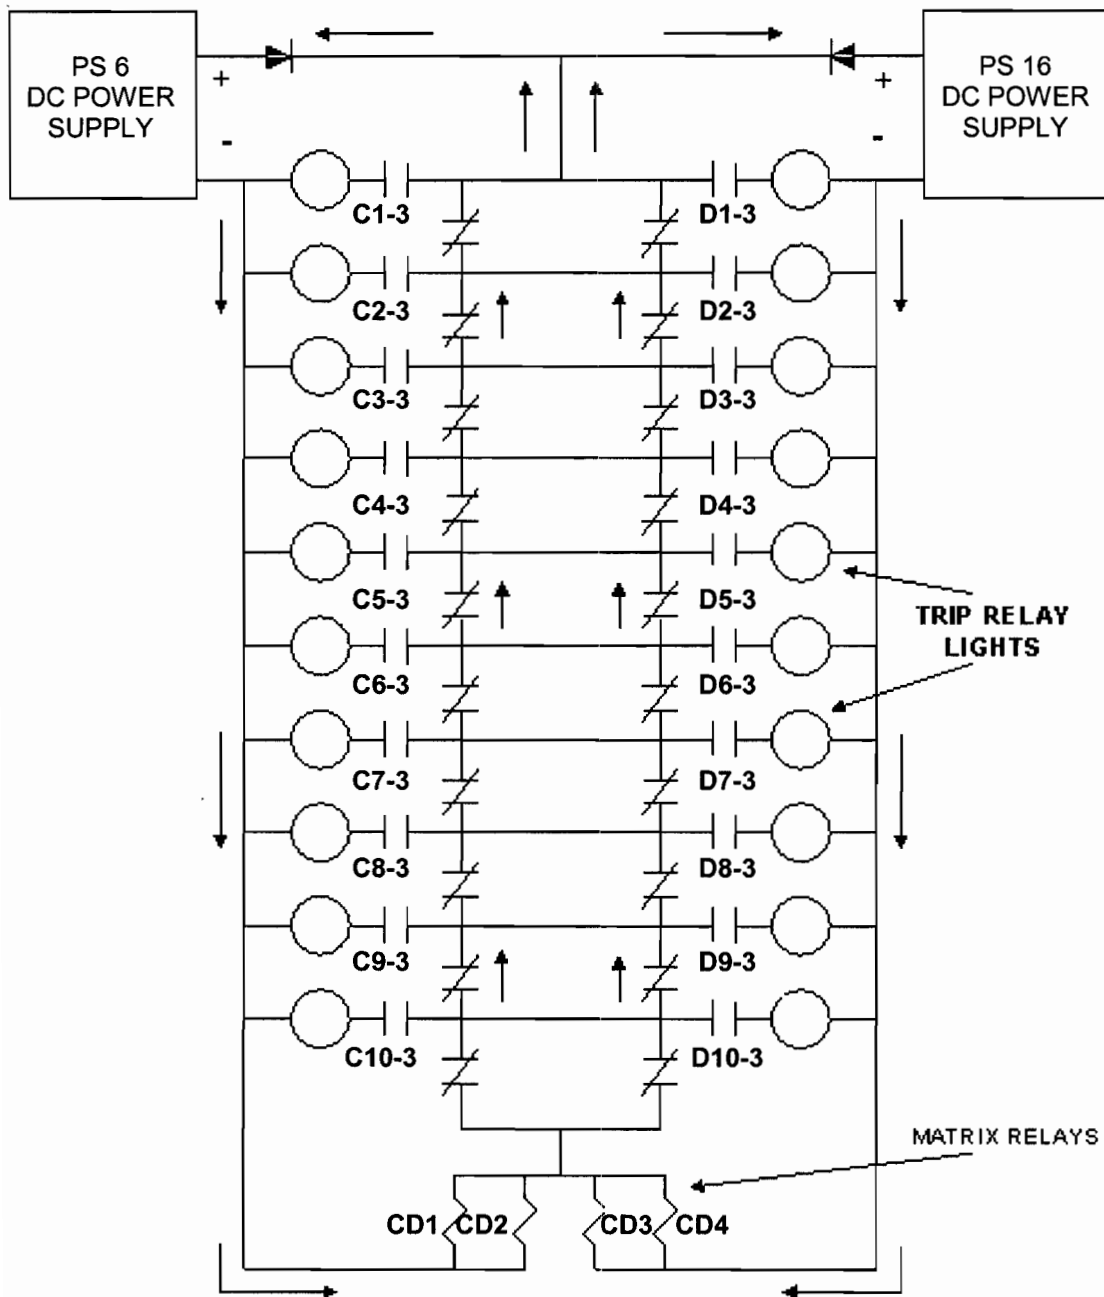 PS 6
DC POWER
SUPPLY
+
-
PS 16
DC POWER
SUPPLY
+
-
C1-3
D1-3
C2-3
D2-3
C3-3
D3-3
C4-3
D4-3
C5-3
D5-3
TRIP RELAY
LIGHTS
C6-3
D6-3
C7-3
D7-3
C8-3
D8-3
C9-3
D9-3
C10-3
D10-3
MATRIX RELAYS
CD1
CD2
CD3
CD4